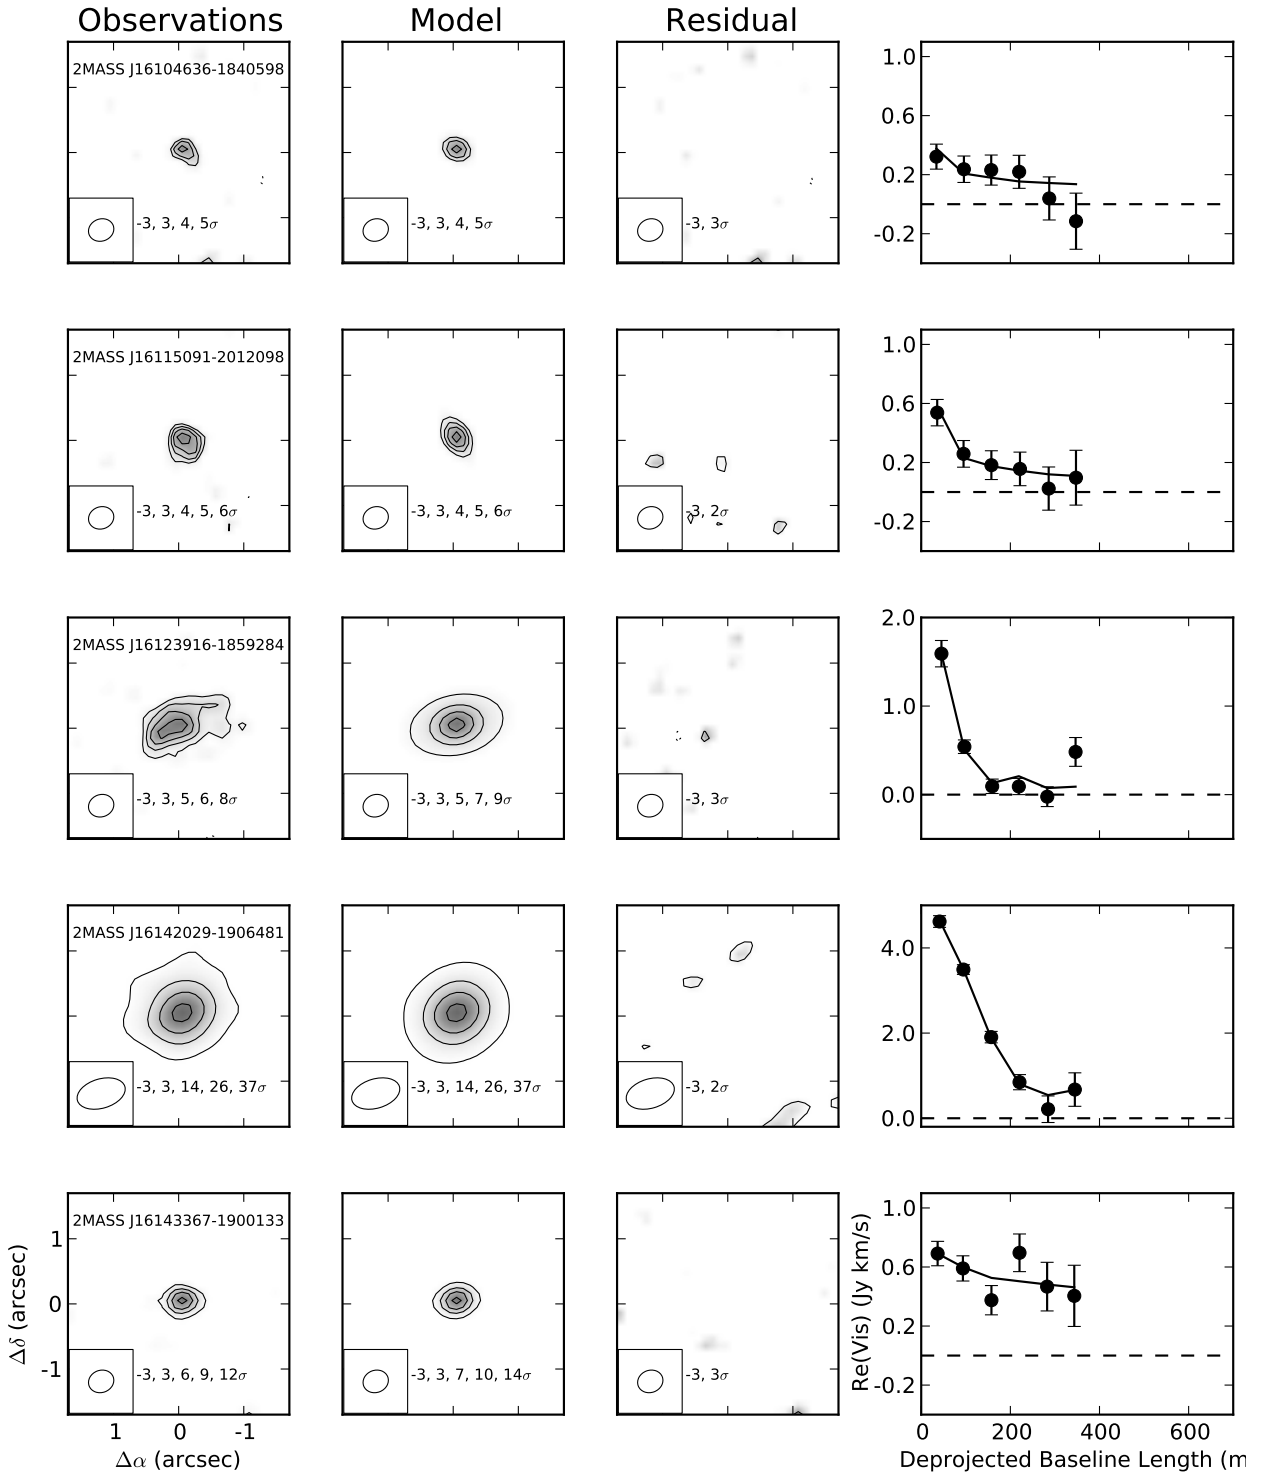 Observations Model Residual
2MASS J16104636-1840598
-3, 3, 4, 5σ -3, 3, 4, 5σ -3, 3σ
1.0
0.6
0.2
-0.2
2MASS J16115091-2012098
-3, 3, 4, 5, 6σ -3, 3, 4, 5, 6σ -3, 2σ
1.0
0.6
0.2
-0.2
2MASS J16123916-1859284
-3, 3, 5, 6, 8σ -3, 3, 5, 7, 9σ -3, 3σ
2.0
1.0
0.0
2MASS J16142029-1906481
-3, 3, 14, 26, 37σ -3, 3, 14, 26, 37σ -3, 2σ
4.0
2.0
0.0
2MASS J16143367-1900133
-3, 3, 6, 9, 12σ -3, 3, 7, 10, 14σ -3, 3σ
Δδ (arcsec)
1
0
-1
1 0 -1
Δα (arcsec)
Re(Vis) (Jy km/s)
1.0
0.6
0.2
-0.2
0 200 400 600
Deprojected Baseline Length (m